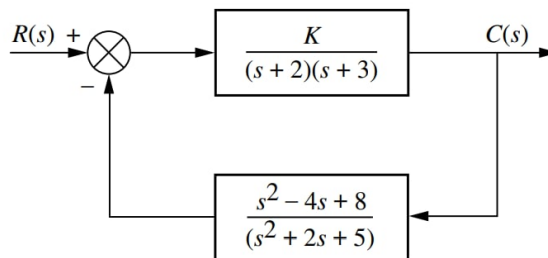 R(s) + K C(s)
(s + 2)(s + 3)
−
s² − 4s + 8
(s² + 2s + 5)